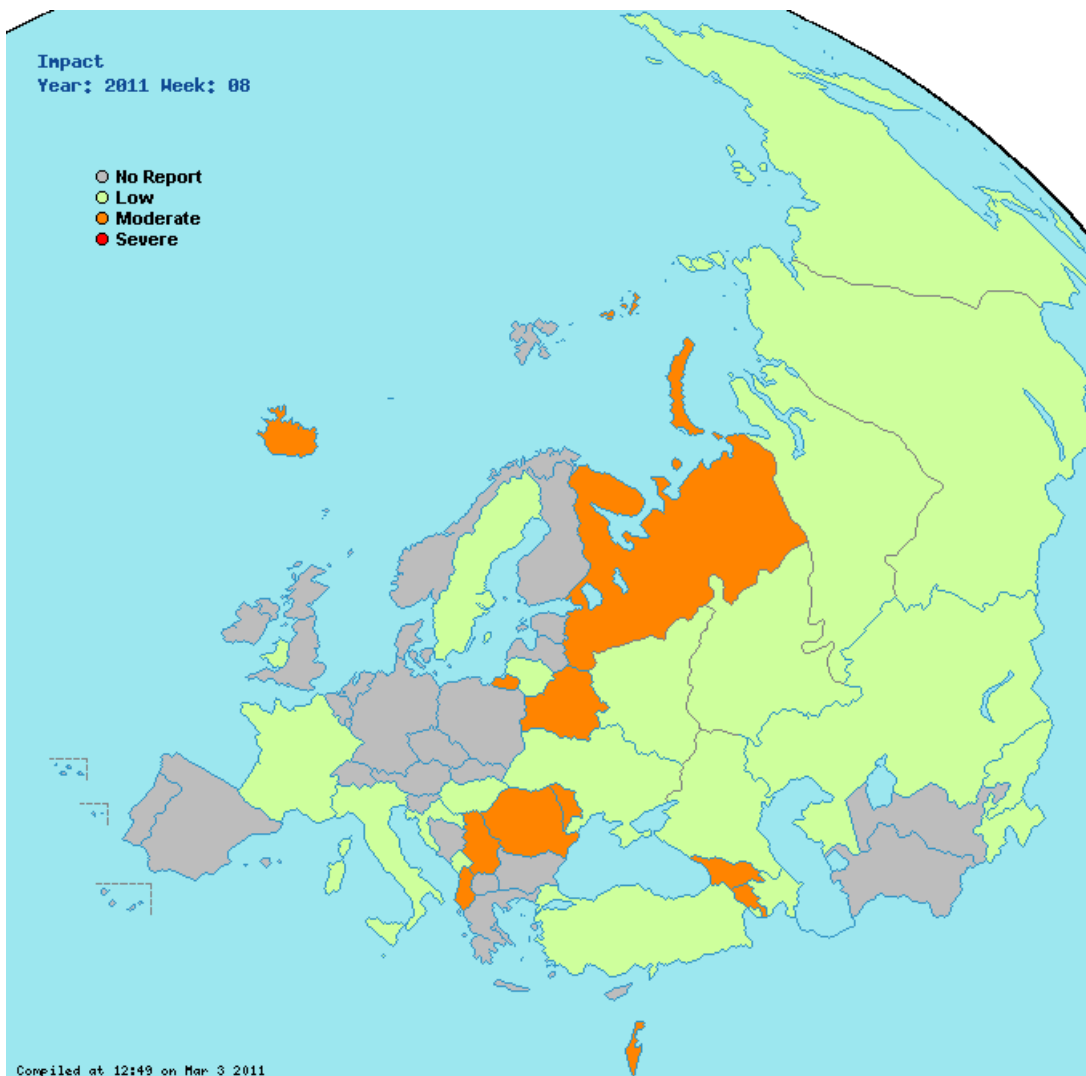 Impact
Year: 2011 Week: 08
No Report
Low
Moderate
Severe
Compiled at 12:49 on Mar 3 2011